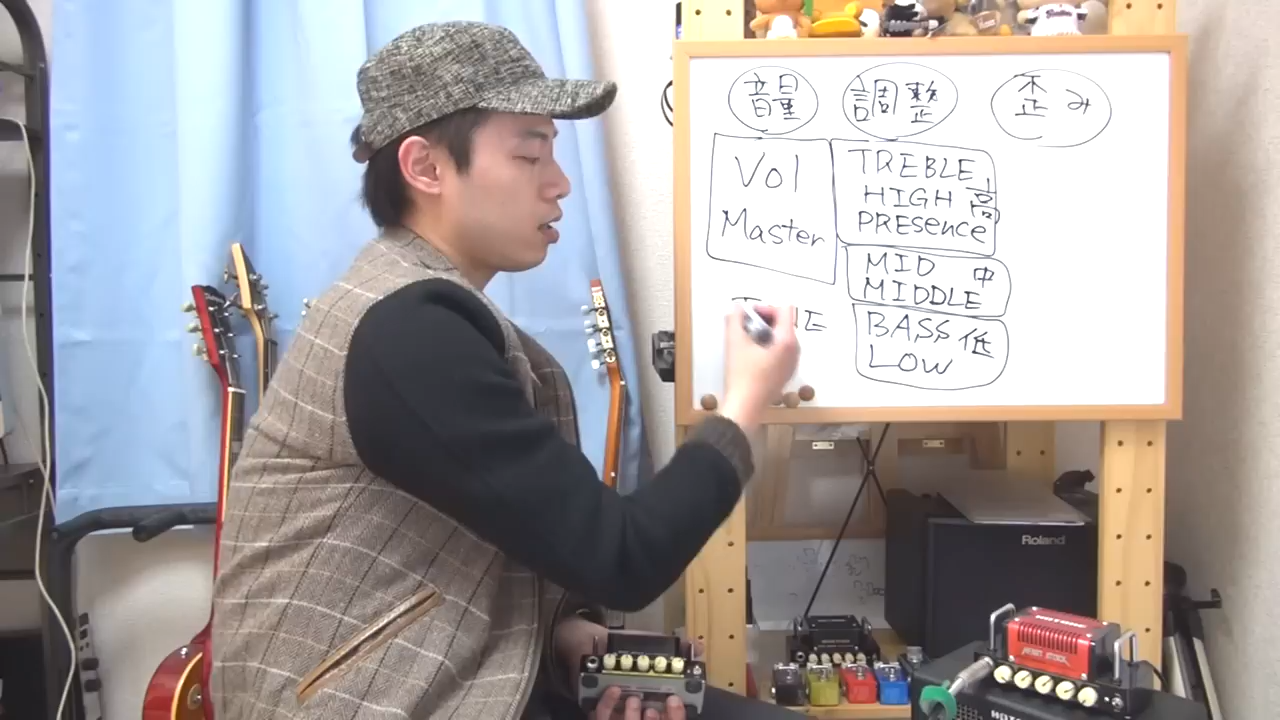 音量
調整
歪み
Vol
Master
TREBLE
HIGH 高
PRESence
MID 中
MIDDLE
BASS 低
LOW
Roland